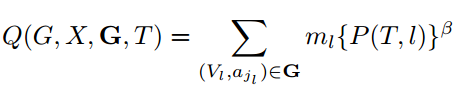 Q(G, X, **G**, T) = ∑_{(V_l, a_{j_l}) ∈ **G**} m_l{P(T, l)}^β